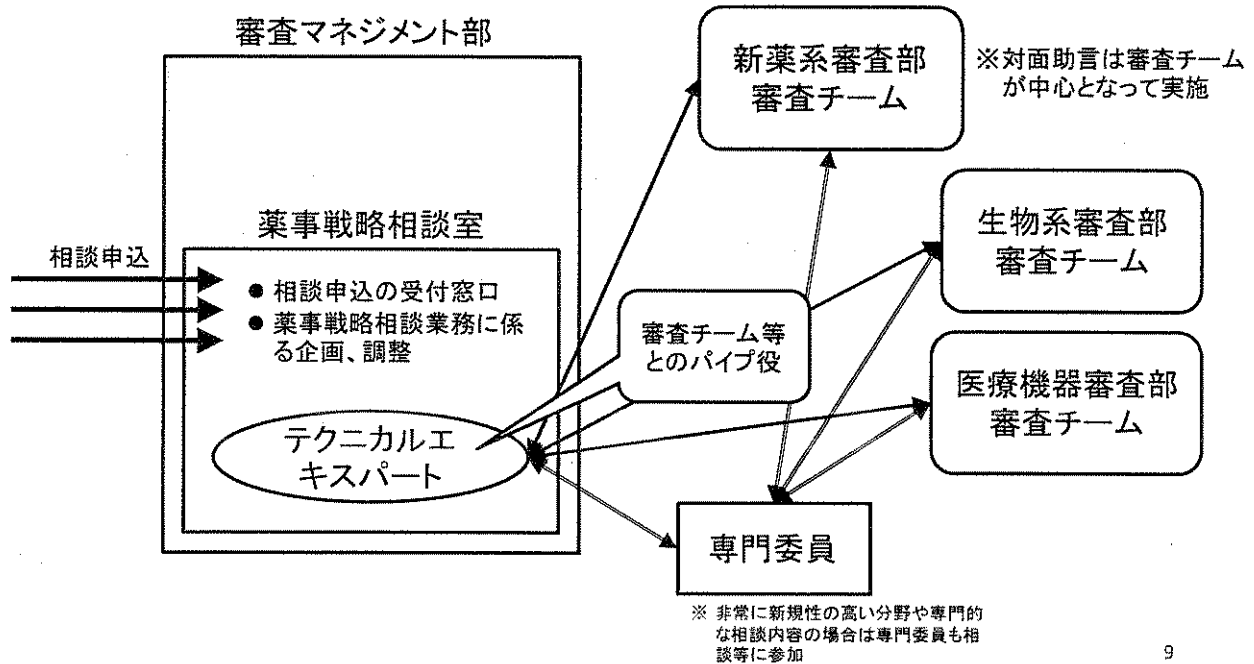 審査マネジメント部
新薬系審査部
審査チーム
※対面助言は審査チーム
が中心となって実施
薬事戦略相談室
相談申込
● 相談申込の受付窓口
● 薬事戦略相談業務に係
る企画、調整
審査チーム等
とのパイプ役
生物系審査部
審査チーム
医療機器審査部
審査チーム
テクニカルエ
キスパート
専門委員
※ 非常に新規性の高い分野や専門的
な相談内容の場合は専門委員も相
談等に参加
9